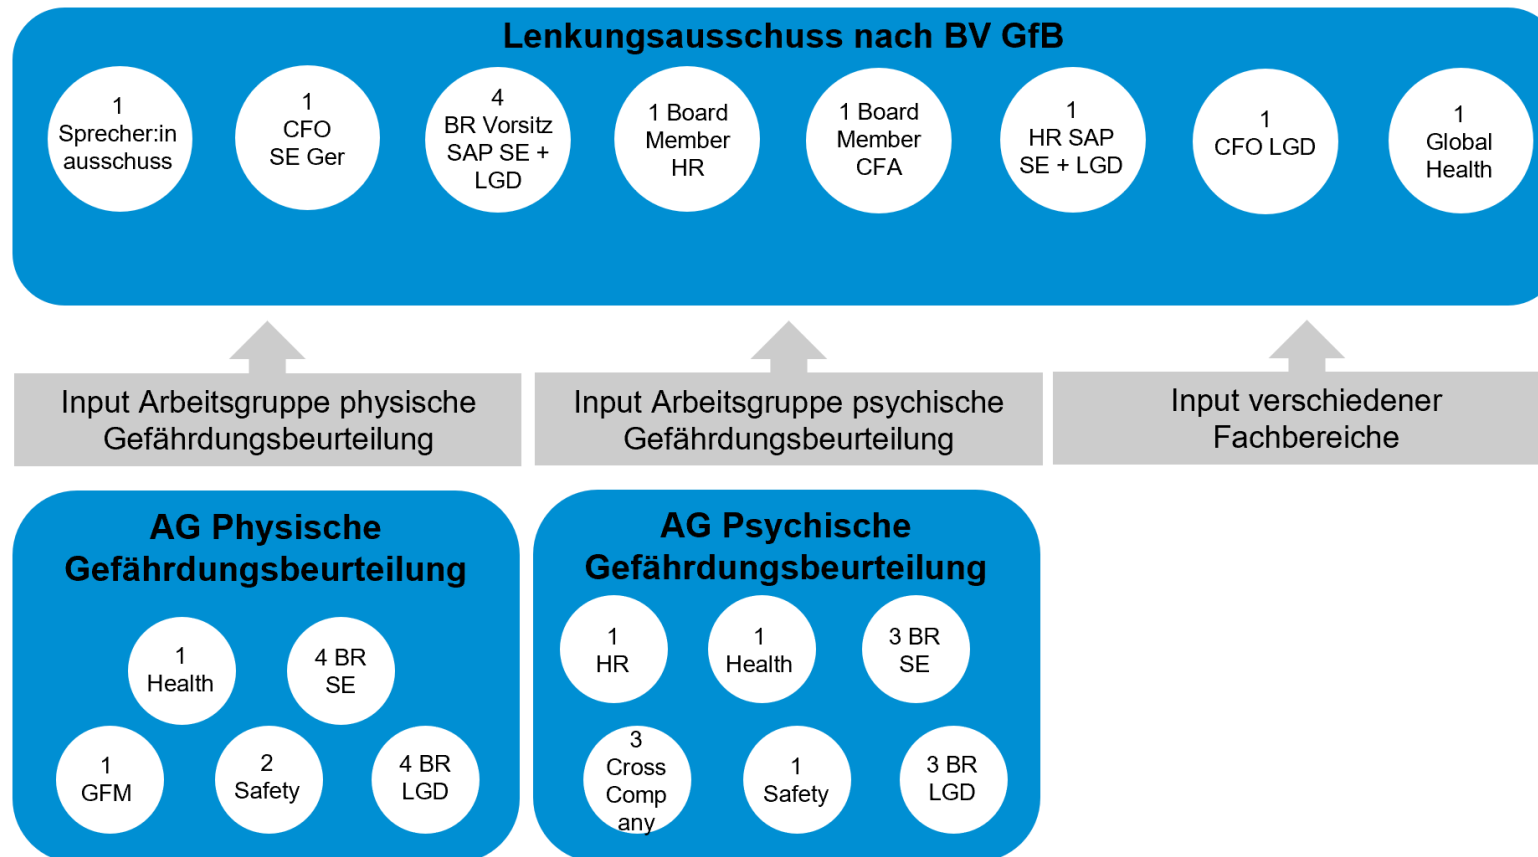 Lenkungsausschuss nach BV GfB
1
Sprecher:in
ausschuss
1
CFO
SE Ger
4
BR Vorsitz
SAP SE +
LGD
1 Board
Member
HR
1 Board
Member
CFA
1
HR SAP
SE + LGD
1
CFO LGD
1
Global
Health
Input Arbeitsgruppe physische
Gefährdungsbeurteilung
Input Arbeitsgruppe psychische
Gefährdungsbeurteilung
Input verschiedener
Fachbereiche
AG Physische
Gefährdungsbeurteilung
1
Health
4 BR
SE
1
GFM
2
Safety
4 BR
LGD
AG Psychische
Gefährdungsbeurteilung
1
HR
1
Health
3 BR
SE
3
Cross
Comp
any
1
Safety
3 BR
LGD